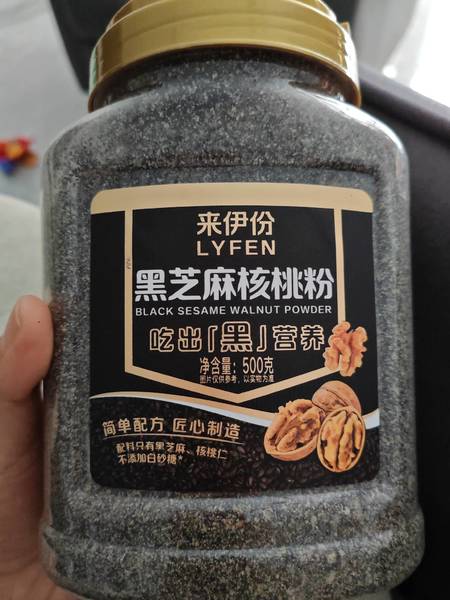 来伊份
LYFEN
黑芝麻核桃粉
BLACK SESAME WALNUT POWDER
吃出「黑」营养
净含量：500克
图片仅供参考，以实物为准
简单配方 匠心制造
配料只有黑芝麻、核桃仁
不添加白砂糖*